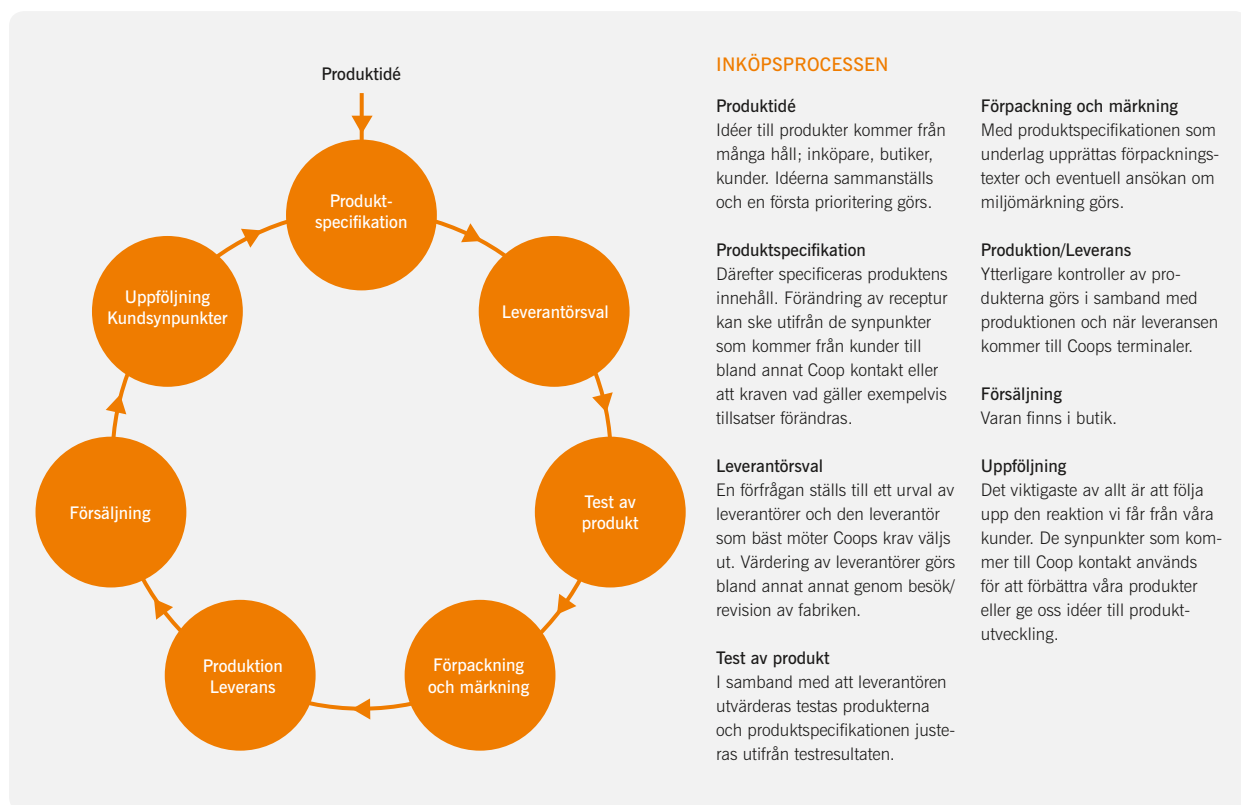 Produktidé
Produkt-
specifikation
Leverantörsval
Test av
produkt
Förpackning
och märkning
Produktion
Leverans
Försäljning
Uppföljning
Kundsynpunkter
INKÖPSPROCESSEN
Produktidé
Idéer till produkter kommer från
många håll; inköpare, butiker,
kunder. Idéerna sammanställs
och en första prioritering görs.
Produktspecifikation
Därefter specificeras produktens
innehåll. Förändring av receptur
kan ske utifrån de synpunkter
som kommer från kunder till
bland annat Coop kontakt eller
att kraven vad gäller exempelvis
tillsatser förändras.
Leverantörsval
En förfrågan ställs till ett urval av
leverantörer och den leverantör
som bäst möter Coops krav väljs
ut. Värdering av leverantörer görs
bland annat annat genom besök/
revision av fabriken.
Test av produkt
I samband med att leverantören
utvärderas testas produkterna
och produktspecifikationen juste-
ras utifrån testresultaten.
Förpackning och märkning
Med produktspecifikationen som
underlag upprättas förpacknings-
texter och eventuell ansökan om
miljömärkning görs.
Produktion/Leverans
Ytterligare kontroller av pro-
dukterna görs i samband med
produktionen och när leveransen
kommer till Coops terminaler.
Försäljning
Varan finns i butik.
Uppföljning
Det viktigaste av allt är att följa
upp den reaktion vi får från våra
kunder. De synpunkter som kom-
mer till Coop kontakt används
för att förbättra våra produkter
eller ge oss idéer till produkt-
utveckling.